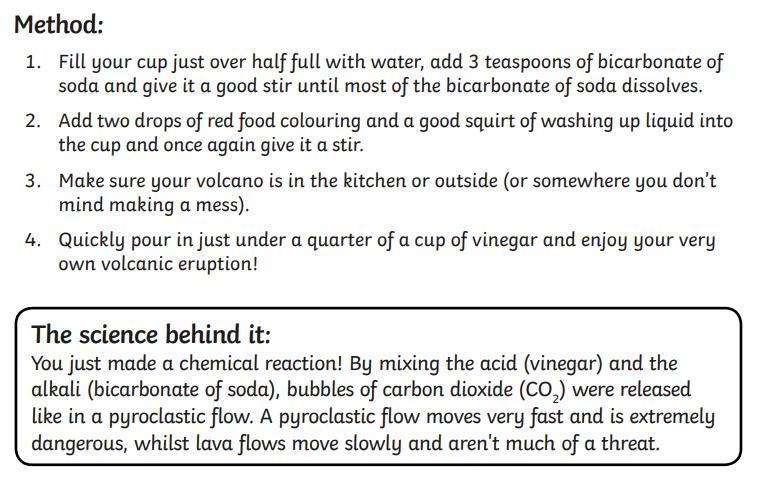 Method:
1. Fill your cup just over half full with water, add 3 teaspoons of bicarbonate of
soda and give it a good stir until most of the bicarbonate of soda dissolves.
2. Add two drops of red food colouring and a good squirt of washing up liquid into
the cup and once again give it a stir.
3. Make sure your volcano is in the kitchen or outside (or somewhere you don't
mind making a mess).
4. Quickly pour in just under a quarter of a cup of vinegar and enjoy your very
own volcanic eruption!
The science behind it:
You just made a chemical reaction! By mixing the acid (vinegar) and the
alkali (bicarbonate of soda), bubbles of carbon dioxide (CO₂) were released
like in a pyroclastic flow. A pyroclastic flow moves very fast and is extremely
dangerous, whilst lava flows move slowly and aren't much of a threat.